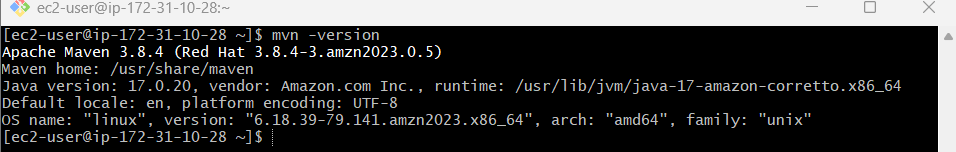 ec2-user@ip-172-31-10-28:~
[ec2-user@ip-172-31-10-28 ~]$ mvn -version
Apache Maven 3.8.4 (Red Hat 3.8.4-3.amzn2023.0.5)
Maven home: /usr/share/maven
Java version: 17.0.20, vendor: Amazon.com Inc., runtime: /usr/lib/jvm/java-17-amazon-corretto.x86_64
Default locale: en, platform encoding: UTF-8
OS name: "linux", version: "6.18.39-79.141.amzn2023.x86_64", arch: "amd64", family: "unix"
[ec2-user@ip-172-31-10-28 ~]$